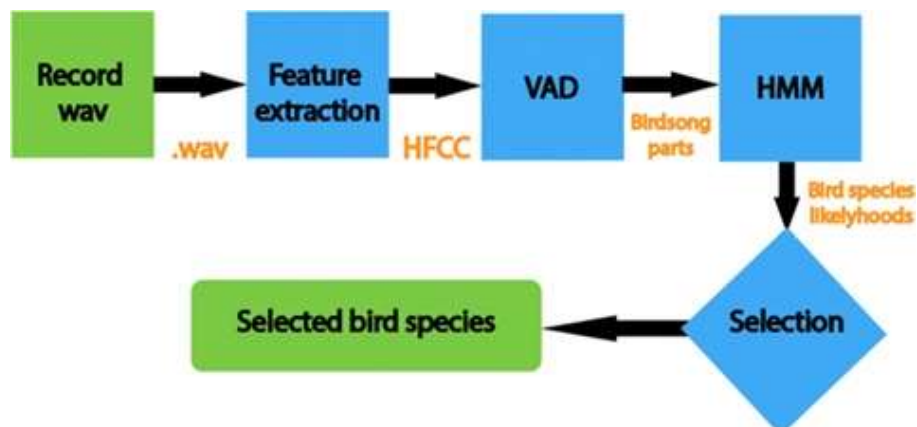 Record
wav
.wav
Feature
extraction
HFCC
VAD
Birdsong
parts
HMM
Bird species
likelyhoods
Selection
Selected bird species